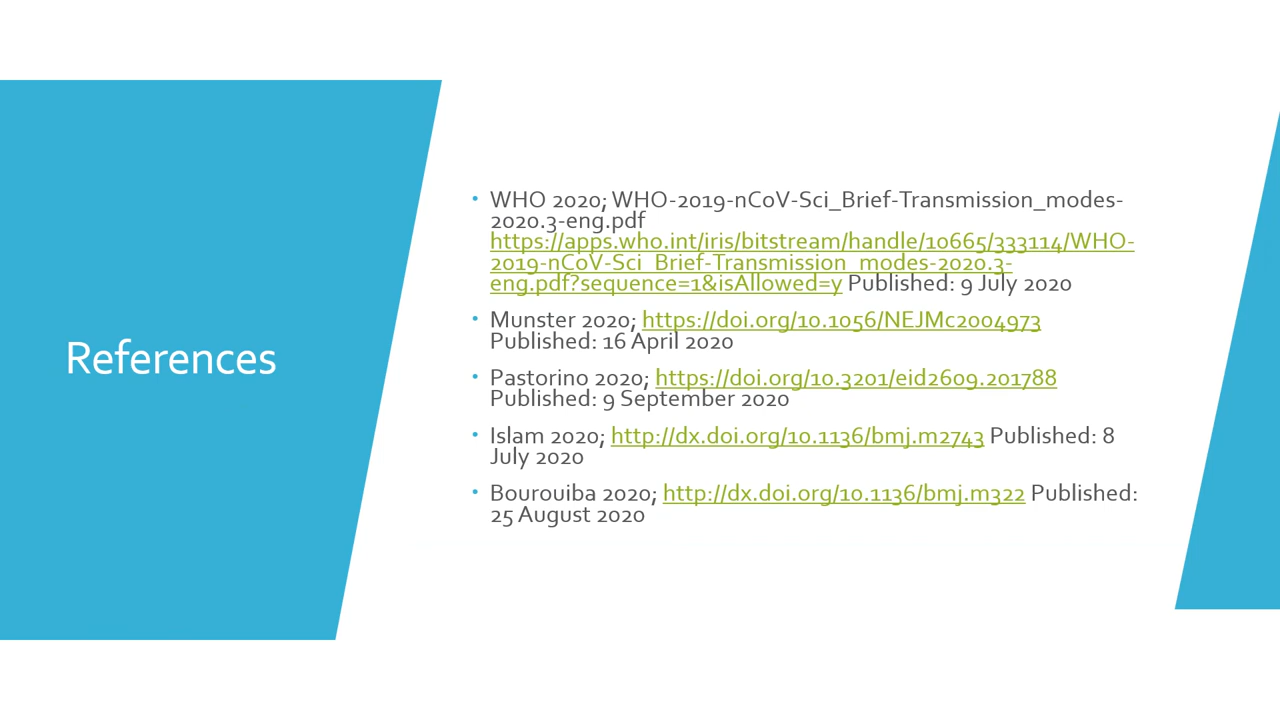 References
• WHO 2020; WHO-2019-nCoV-Sci_Brief-Transmission_modes-
2020.3-eng.pdf
https://apps.who.int/iris/bitstream/handle/10665/333114/WHO-
2019-nCoV-Sci_Brief-Transmission_modes-2020.3-
eng.pdf?sequence=1&isAllowed=y Published: 9 July 2020
• Munster 2020; https://doi.org/10.1056/NEJMc2004973
Published: 16 April 2020
• Pastorino 2020; https://doi.org/10.3201/eid2609.201788
Published: 9 September 2020
• Islam 2020; http://dx.doi.org/10.1136/bmj.m2743 Published: 8
July 2020
• Bourouiba 2020; http://dx.doi.org/10.1136/bmj.m322 Published:
25 August 2020